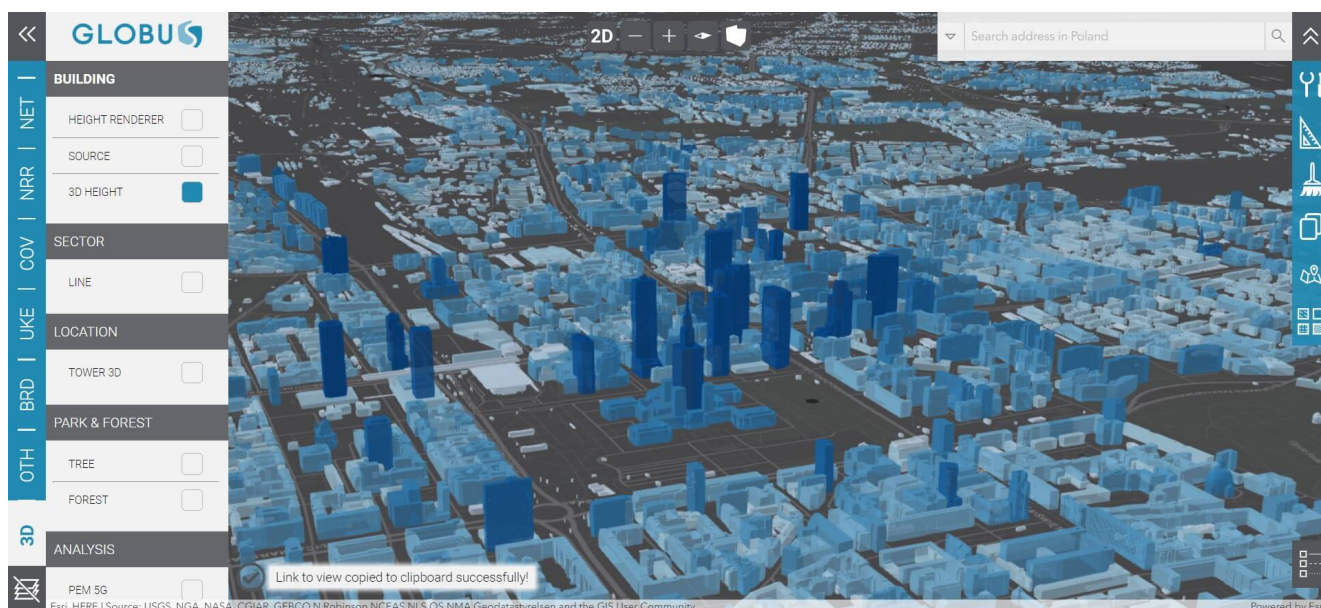 GLOBUS
2D
Search address in Poland
BUILDING
HEIGHT RENDERER
SOURCE
3D HEIGHT
SECTOR
LINE
LOCATION
TOWER 3D
PARK & FOREST
TREE
FOREST
ANALYSIS
PEM 5G
NET
NRR
COV
UKE
BRD
OTH
3D
Link to view copied to clipboard successfully!
Esri, HERE | Source: USGS, NGA, NASA, CGIAR, GEBCO,N Robinson,NCEAS,NLS,OS,NMA,Geodatastyrelsen and the GIS User Community
Powered by Esri